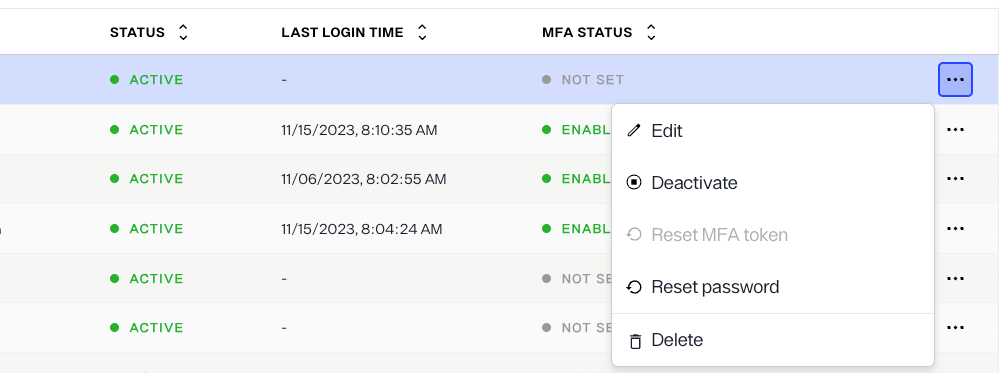 STATUS LAST LOGIN TIME MFA STATUS
ACTIVE - NOT SET
ACTIVE 11/15/2023, 8:10:35 AM ENABL
Edit
ACTIVE 11/06/2023, 8:02:55 AM ENABL
Deactivate
ACTIVE 11/15/2023, 8:04:24 AM ENABL
Reset MFA token
ACTIVE - NOT SE
Reset password
ACTIVE - NOT SE
Delete